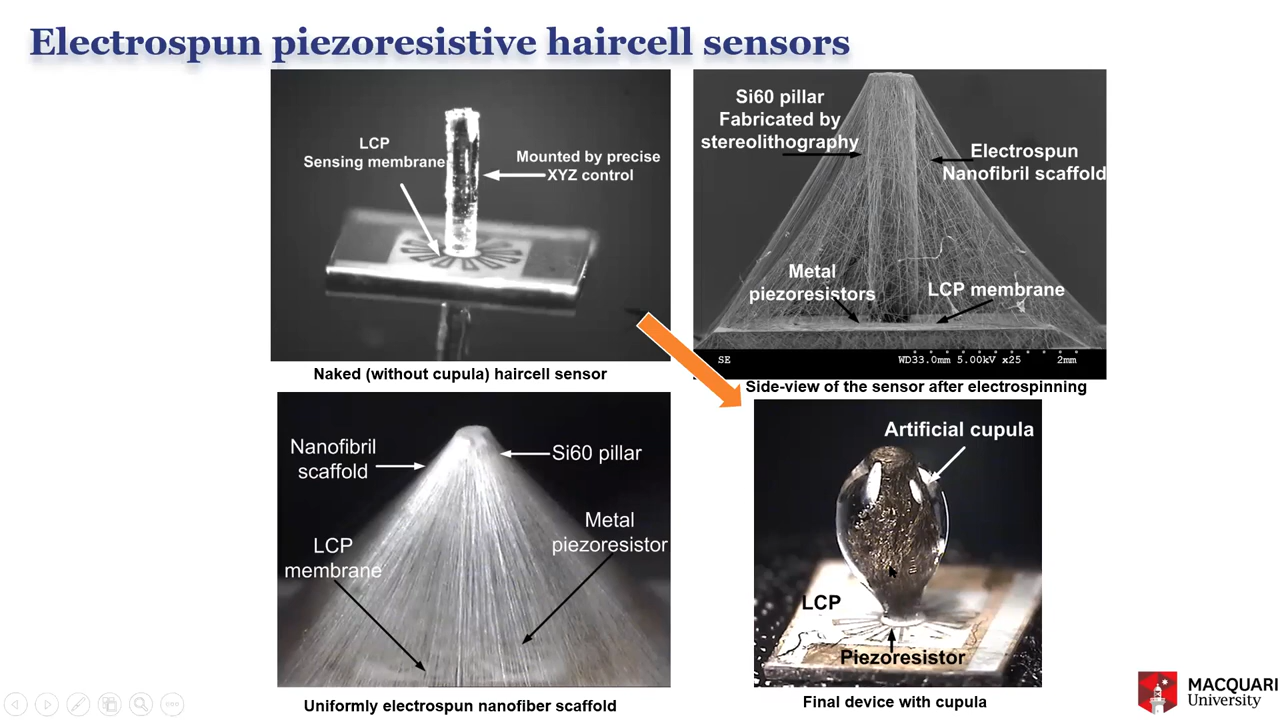 Electrospun piezoresistive haircell sensors
LCP
Sensing membrane
Mounted by precise
XYZ control
Naked (without cupula) haircell sensor
Si60 pillar
Fabricated by
stereolithography
Electrospun
Nanofibril scaffold
Metal
piezoresistors
LCP membrane
SE
WD33.0mm 5.00kV x25 2mm
Side-view of the sensor after electrospinning
Nanofibril
scaffold
Si60 pillar
Metal
piezoresistor
LCP
membrane
Uniformly electrospun nanofiber scaffold
Artificial cupula
LCP
Piezoresistor
Final device with cupula
MACQUARI
University